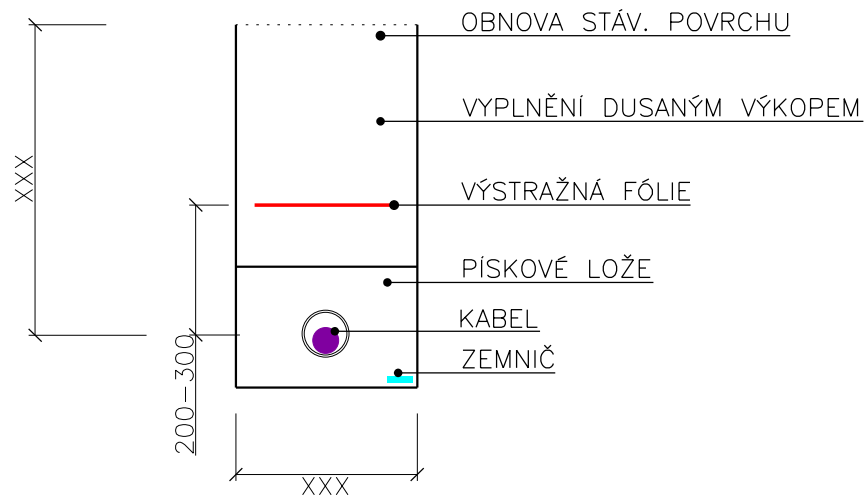 OBNOVA STÁV. POVRCHU
VYPLNĚNÍ DUSANÝM VÝKOPEM
XXX
VÝSTRAŽNÁ FÓLIE
PÍSKOVÉ LOŽE
KABEL
ZEMNIČ
200-300
XXX